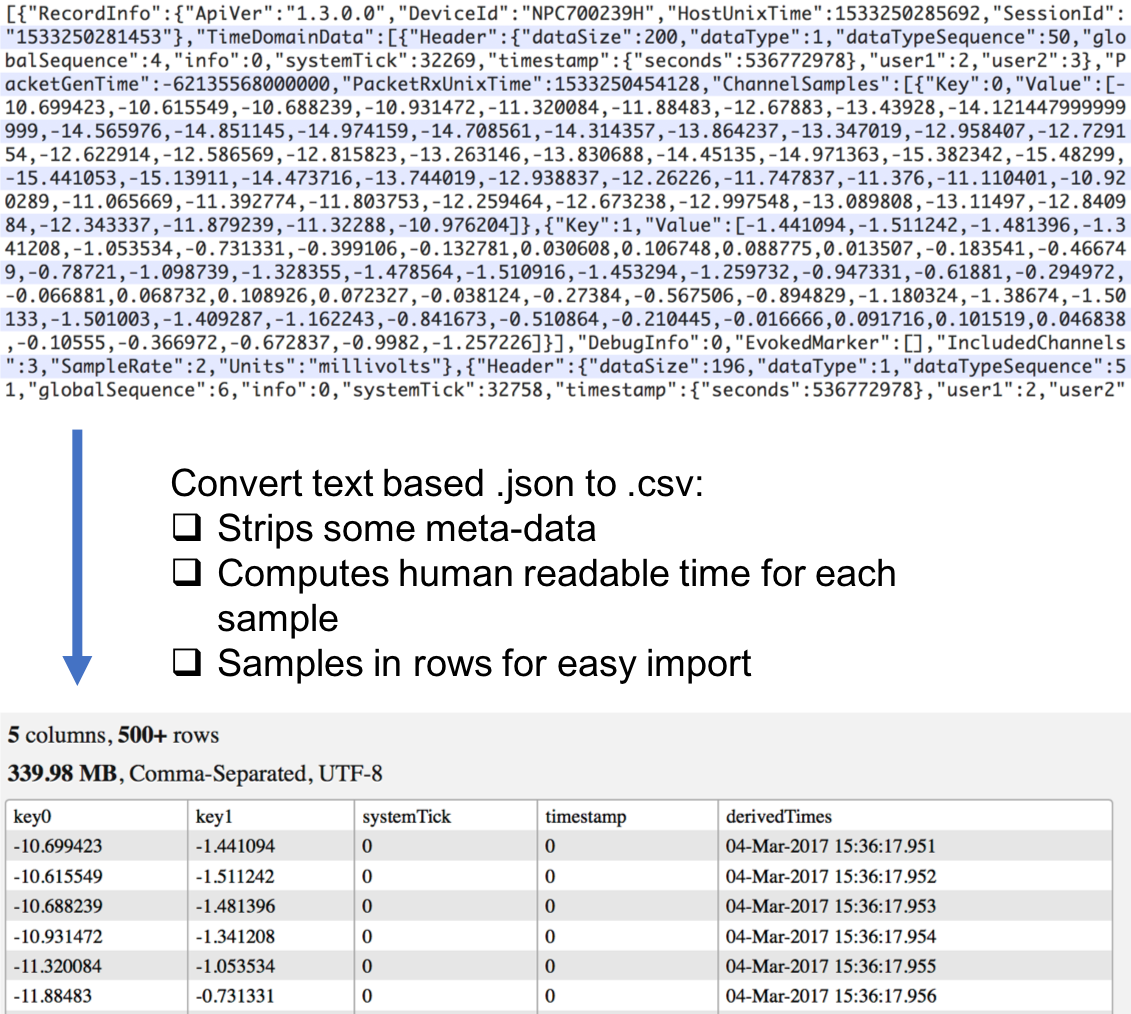 [{"RecordInfo":{"ApiVer":"1.3.0.0","DeviceId":"NPC700239H","HostUnixTime":1533250285692,"SessionId":
"1533250281453"},"TimeDomainData":[{"Header":{"dataSize":200,"dataType":1,"dataTypeSequence":50,"glo
balSequence":4,"info":0,"systemTick":32269,"timestamp":{"seconds":536772978},"user1":2,"user2":3},"P
acketGenTime":-62135568000000,"PacketRxUnixTime":1533250454128,"ChannelSamples":[{"Key":0,"Value":[-
10.699423,-10.615549,-10.688239,-10.931472,-11.320084,-11.88483,-12.67883,-13.43928,-14.121447999999
999,-14.565976,-14.851145,-14.974159,-14.708561,-14.314357,-13.864237,-13.347019,-12.958407,-12.7291
54,-12.622914,-12.586569,-12.815823,-13.263146,-13.830688,-14.45135,-14.971363,-15.382342,-15.48299,
-15.441053,-15.13911,-14.473716,-13.744019,-12.938837,-12.26226,-11.747837,-11.376,-11.110401,-10.92
0289,-11.065669,-11.392774,-11.803753,-12.259464,-12.673238,-12.997548,-13.089808,-13.11497,-12.8409
84,-12.343337,-11.879239,-11.32288,-10.976204]},{"Key":1,"Value":[-1.441094,-1.511242,-1.481396,-1.3
41208,-1.053534,-0.731331,-0.399106,-0.132781,0.030608,0.106748,0.088775,0.013507,-0.183541,-0.46674
9,-0.78721,-1.098739,-1.328355,-1.478564,-1.510916,-1.453294,-1.259732,-0.947331,-0.61881,-0.294972,
-0.066881,0.068732,0.108926,0.072327,-0.038124,-0.27384,-0.567506,-0.894829,-1.180324,-1.38674,-1.50
133,-1.501003,-1.409287,-1.162243,-0.841673,-0.510864,-0.210445,-0.016666,0.091716,0.101519,0.046838
,-0.10555,-0.366972,-0.672837,-0.9982,-1.257226]}],"DebugInfo":0,"EvokedMarker":[],"IncludedChannels
":3,"SampleRate":2,"Units":"millivolts"},{"Header":{"dataSize":196,"dataType":1,"dataTypeSequence":5
1,"globalSequence":6,"info":0,"systemTick":32758,"timestamp":{"seconds":536772978},"user1":2,"user2"
Convert text based .json to .csv:
Strips some meta-data
Computes human readable time for each
sample
Samples in rows for easy import
5 columns, 500+ rows
339.98 MB, Comma-Separated, UTF-8
key0 key1 systemTick timestamp derivedTimes
-10.699423 -1.441094 0 0 04-Mar-2017 15:36:17.951
-10.615549 -1.511242 0 0 04-Mar-2017 15:36:17.952
-10.688239 -1.481396 0 0 04-Mar-2017 15:36:17.953
-10.931472 -1.341208 0 0 04-Mar-2017 15:36:17.954
-11.320084 -1.053534 0 0 04-Mar-2017 15:36:17.955
-11.88483 -0.731331 0 0 04-Mar-2017 15:36:17.956